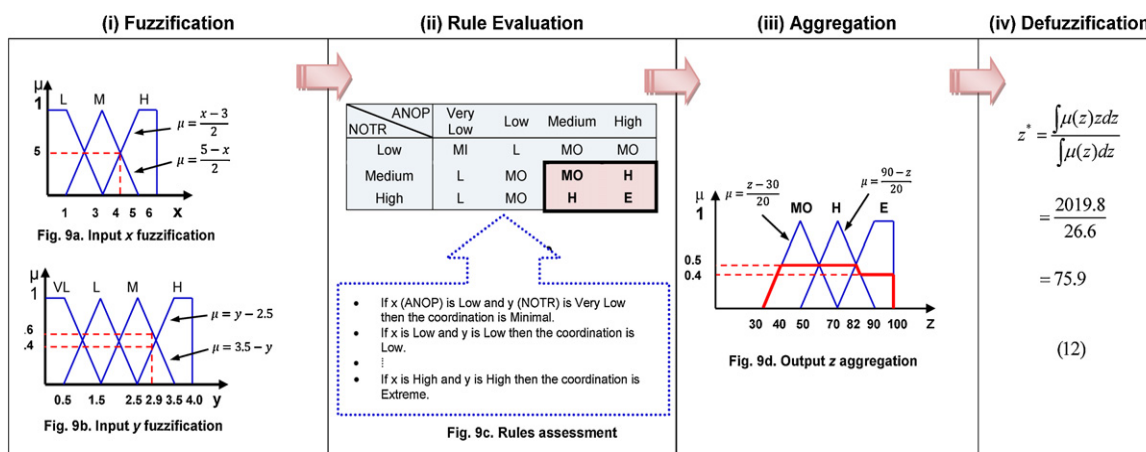 (i) Fuzzification
(ii) Rule Evaluation
(iii) Aggregation
(iv) Defuzzification
μ
1
L M H
μ = (x − 3)/2
μ = (5 − x)/2
5
1 3 4 5 6 x
Fig. 9a. Input x fuzzification
μ
1
VL L M H
μ = y − 2.5
.6
.4
μ = 3.5 − y
0.5 1.5 2.5 2.9 3.5 4.0 y
Fig. 9b. Input y fuzzification
ANOP Very Low Low Medium High
NOTR
Low MI L MO MO
Medium L MO MO H
High L MO H E
• If x (ANOP) is Low and y (NOTR) is Very Low
then the coordination is Minimal.
• If x is Low and y is Low then the coordination is
Low.
• ⁞
• If x is High and y is High then the coordination is
Extreme.
Fig. 9c. Rules assessment
μ = (z − 30)/20
μ = (90 − z)/20
μ
1
MO H E
0.5
0.4
30 40 50 70 82 90 100 z
Fig. 9d. Output z aggregation
z* = ∫μ(z)zdz / ∫μ(z)dz
= 2019.8 / 26.6
= 75.9
(12)